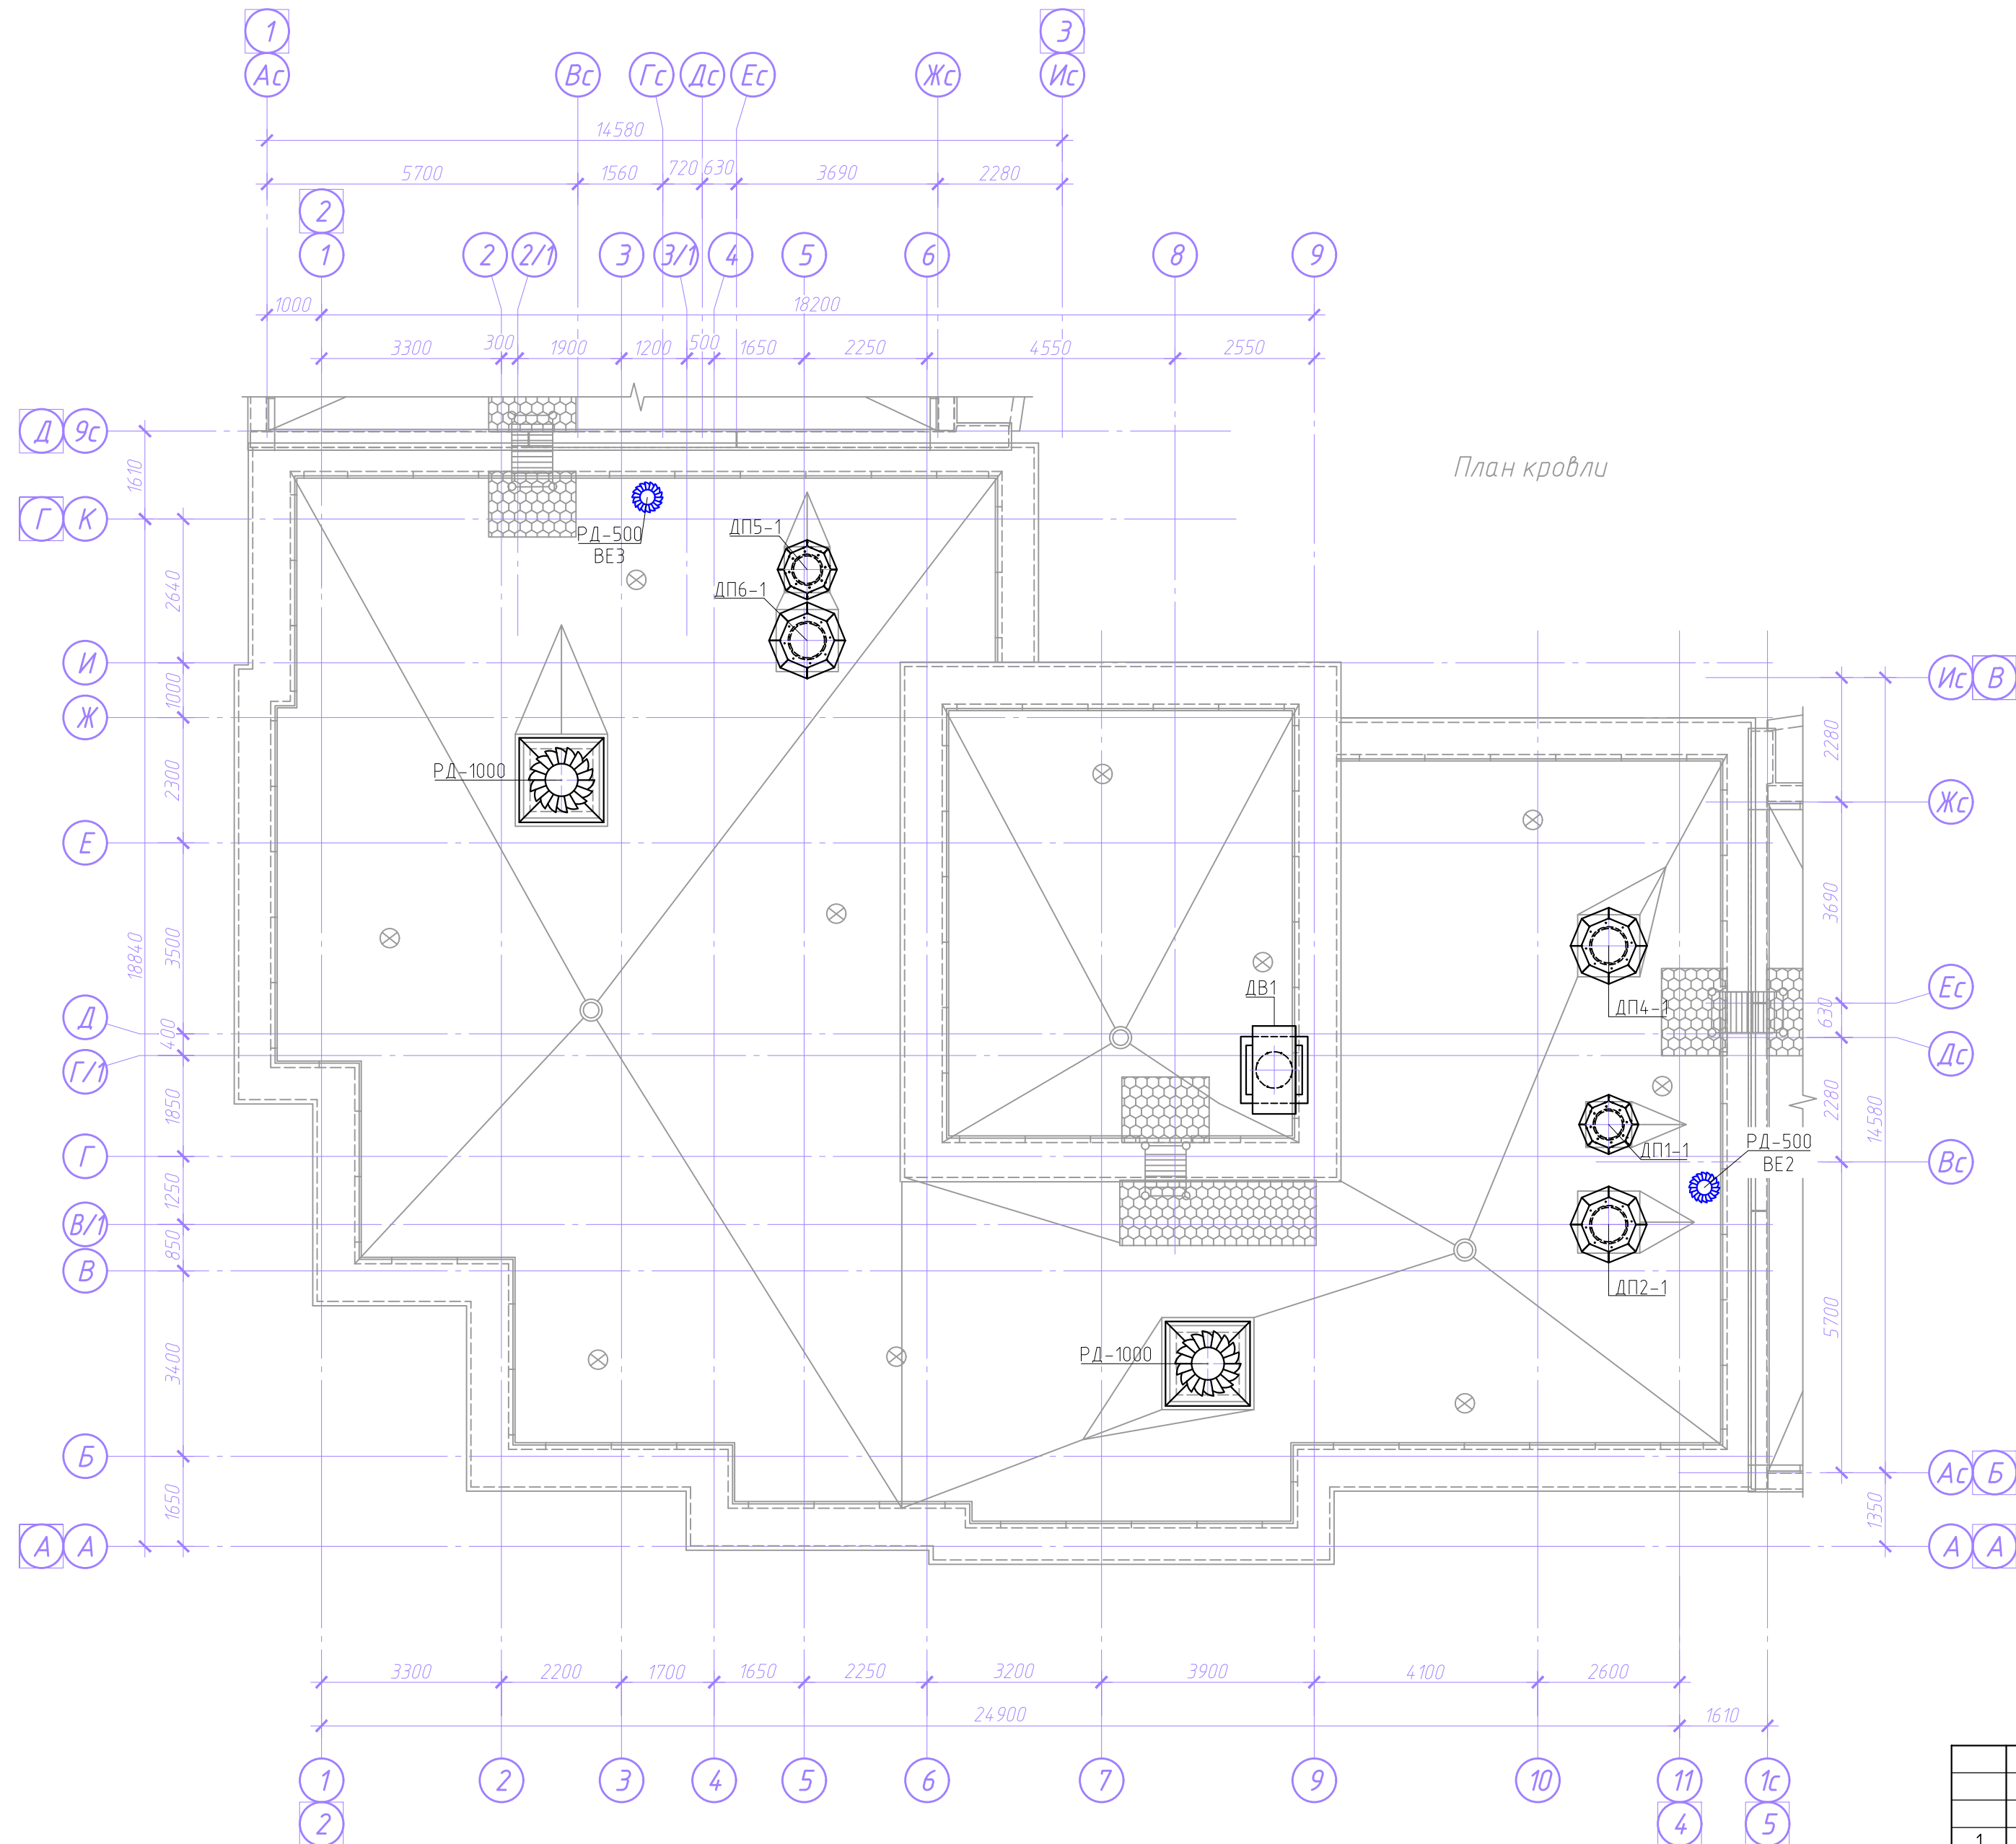 1 3
Ас Вс Гс Дс Ес Жс Ис
14580
5700 1560 720 630 3690 2280
2
1 2 2/1 3 3/1 4 5 6 8 9
1000 18200
3300 300 1900 1200 500 1650 2250 4550 2550
Д 9с
План кровли
1610
Г К
РД-500
ВЕ3
ДП5-1
ДП6-1
2640
И
Ис В
1000
Ж
2280
РД-1000
2300
Жс
Е
3690
18840
3500
ДВ1
Ес
ДП4-1
630
Д
400
Дс
Г/1
1850
2280
14580
РД-500
ВЕ2
ДП1-1
Г
Вс
1250
В/1
850
В
ДП2-1
5700
3400
РД-1000
Б
Ас Б
1650
1350
А А
А А
3300 2200 1700 1650 2250 3200 3900 4100 2600
24900 1610
1 2 3 4 5 6 7 9 10 11 1с
2 4 5
1